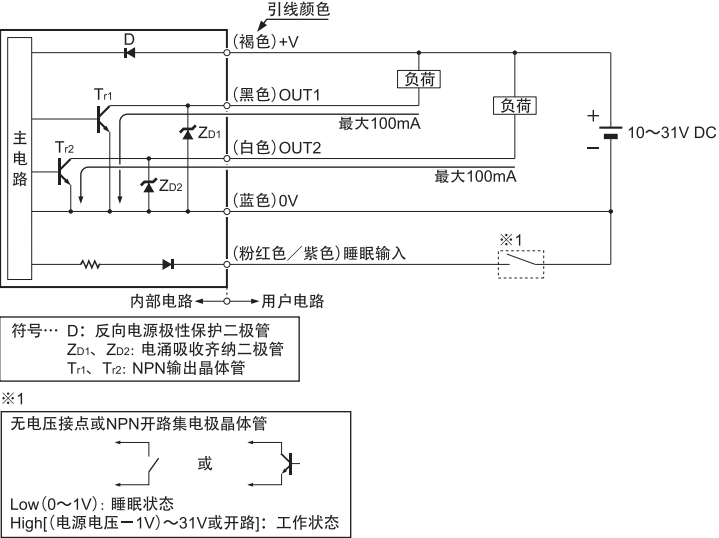 引线颜色
D
(褐色)+V
(黑色)OUT1
负荷
Tr1
最大100mA
ZD1
负荷
主电路
+
10～31V DC
−
(白色)OUT2
Tr2
最大100mA
ZD2
(蓝色)0V
※1
(粉红色／紫色)睡眠输入
内部电路
用户电路
符号… D：反向电源极性保护二极管
ZD1、ZD2：电涌吸收齐纳二极管
Tr1、Tr2：NPN输出晶体管
※1
无电压接点或NPN开路集电极晶体管
或
Low(0～1V)：睡眠状态
High[(电源电压－1V)～31V或开路]：工作状态